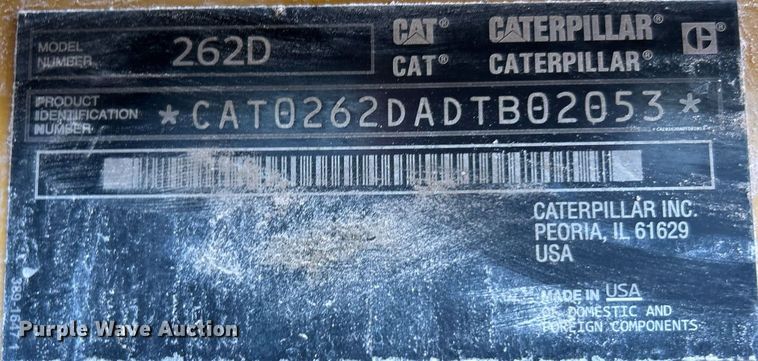 MODEL NUMBER 262D
CAT CATERPILLAR
CAT® CATERPILLAR®
PRODUCT IDENTIFICATION NUMBER *CAT0262DADTB02053*
CATERPILLAR INC.
PEORIA, IL 61629
USA
MADE IN USA
OF DOMESTIC AND
FOREIGN COMPONENTS
Purple Wave Auction